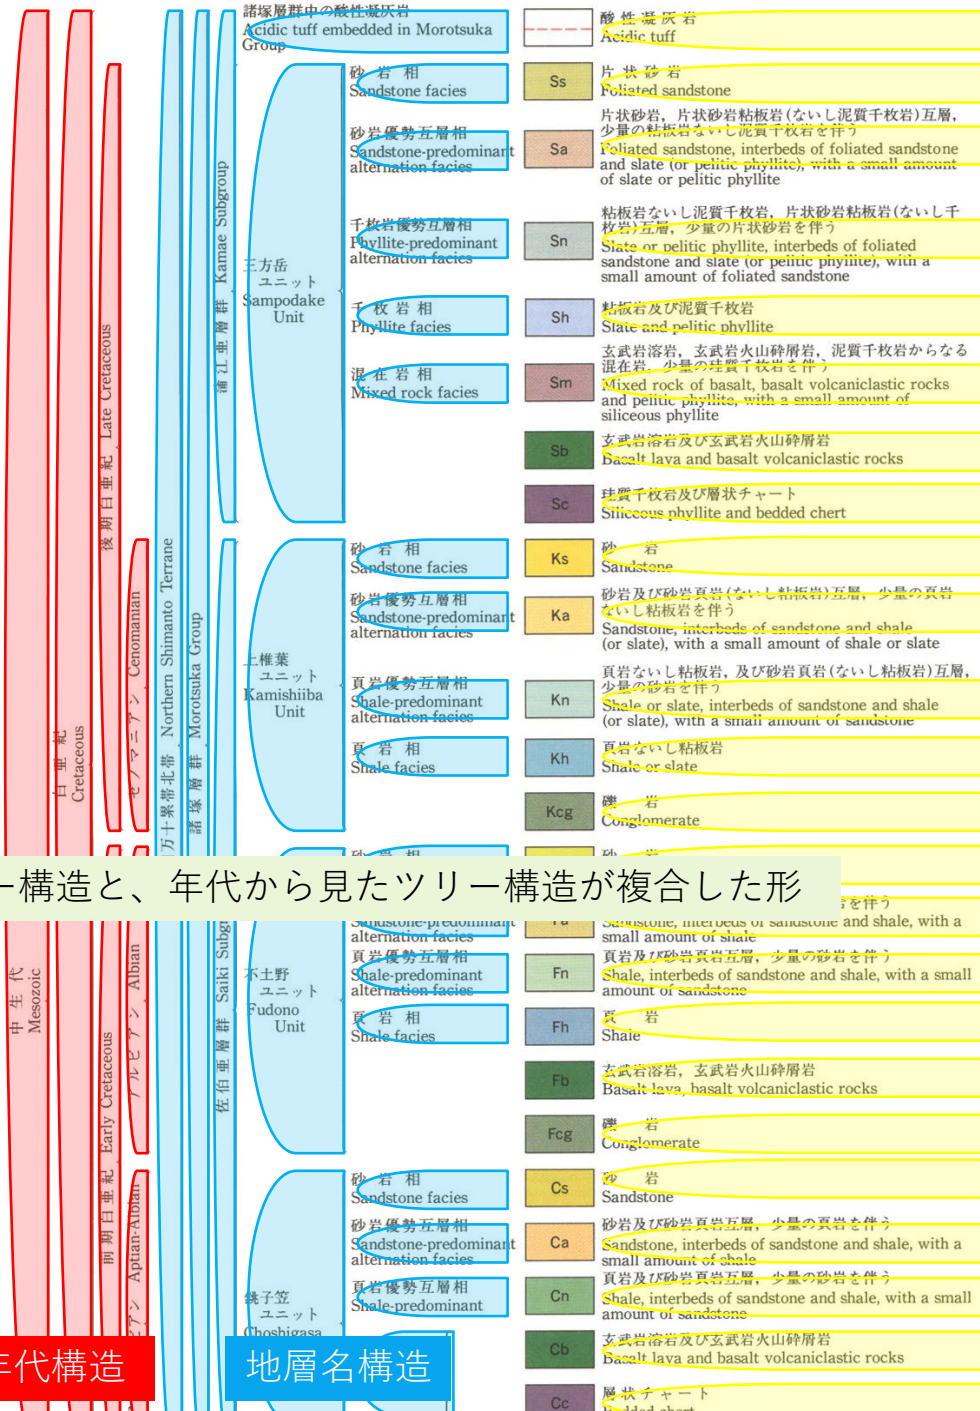 諸塚層群中の酸性凝灰岩
Acidic tuff embedded in Morotsuka
Group
酸性凝灰岩
Acidic tuff
砂岩相
Sandstone facies
Ss
片状砂岩
Foliated sandstone
砂岩優勢互層相
Sandstone-predominant
alternation facies
Sa
片状砂岩，片状砂岩粘板岩(ないし泥質千枚岩)互層，
少量の粘板岩ないし泥質千枚岩を伴う
Foliated sandstone, interbeds of foliated sandstone
and slate (or pelitic phyllite), with a small amount
of slate or pelitic phyllite
千枚岩優勢互層相
Phyllite-predominant
alternation facies
Sn
粘板岩ないし泥質千枚岩，片状砂岩粘板岩(ないし千
枚岩)互層，少量の片状砂岩を伴う
Slate or pelitic phyllite, interbeds of foliated
sandstone and slate (or pelitic phyllite), with a
small amount of foliated sandstone
三方岳
ユニット
Sampodake
Unit
千枚岩相
Phyllite facies
Sh
粘板岩及び泥質千枚岩
Slate and pelitic phyllite
混在岩相
Mixed rock facies
Sm
玄武岩溶岩，玄武岩火山砕屑岩，泥質千枚岩からなる
混在岩，少量の珪質千枚岩を伴う
Mixed rock of basalt, basalt volcaniclastic rocks
and pelitic phyllite, with a small amount of
siliceous phyllite
Sb
玄武岩溶岩及び玄武岩火山砕屑岩
Basalt lava and basalt volcaniclastic rocks
Sc
珪質千枚岩及び層状チャート
Siliceous phyllite and bedded chert
蒲江亜層群 Kamae Subgroup
後期白亜紀 Late Cretaceous
砂岩相
Sandstone facies
Ks
砂岩
Sandstone
砂岩優勢互層相
Sandstone-predominant
alternation facies
Ka
砂岩及び砂岩頁岩(ないし粘板岩)互層，少量の頁岩
ないし粘板岩を伴う
Sandstone, interbeds of sandstone and shale
(or slate), with a small amount of shale or slate
上椎葉
ユニット
Kamishiiba
Unit
頁岩優勢互層相
Shale-predominant
alternation facies
Kn
頁岩ないし粘板岩，及び砂岩頁岩(ないし粘板岩)互層，
少量の砂岩を伴う
Shale or slate, interbeds of sandstone and shale
(or slate), with a small amount of sandstone
頁岩相
Shale facies
Kh
頁岩ないし粘板岩
Shale or slate
Kcg
礫岩
Conglomerate
セノマニアン Cenomanian
白亜紀
Cretaceous
万十累帯北帯 Northern Shimanto Terrane
諸塚層群 Morotsuka Group
砂岩相
砂岩
ー構造と、年代から見たツリー構造が複合した形
Sandstone-predominant
alternation facies
Fa
岩を伴う
Sandstone, interbeds of sandstone and shale, with a
small amount of shale
頁岩優勢互層相
Shale-predominant
alternation facies
Fn
頁岩及び砂岩頁岩互層，少量の砂岩を伴う
Shale, interbeds of sandstone and shale, with a small
amount of sandstone
不土野
ユニット
Fudono
Unit
頁岩相
Shale facies
Fh
頁岩
Shale
Fb
玄武岩溶岩，玄武岩火山砕屑岩
Basalt lava, basalt volcaniclastic rocks
Fcg
礫岩
Conglomerate
中生代
Mesozoic
アルビアン Albian
佐伯亜層群 Saiki Subgr
前期白亜紀 Early Cretaceous
砂岩相
Sandstone facies
Cs
砂岩
Sandstone
砂岩優勢互層相
Sandstone-predominant
alternation facies
Ca
砂岩及び砂岩頁岩互層，少量の頁岩を伴う
Sandstone, interbeds of sandstone and shale, with a
small amount of shale
頁岩優勢互層相
Shale-predominant
Cn
頁岩及び砂岩頁岩互層，少量の砂岩を伴う
Shale, interbeds of sandstone and shale, with a small
amount of sandstone
銚子笠
ユニット
Choshigasa
Cb
玄武岩溶岩及び玄武岩火山砕屑岩
Basalt lava and basalt volcaniclastic rocks
Cc
層状チャート
Bedded chert
ビアン Aptian-Albian
年代構造
地層名構造